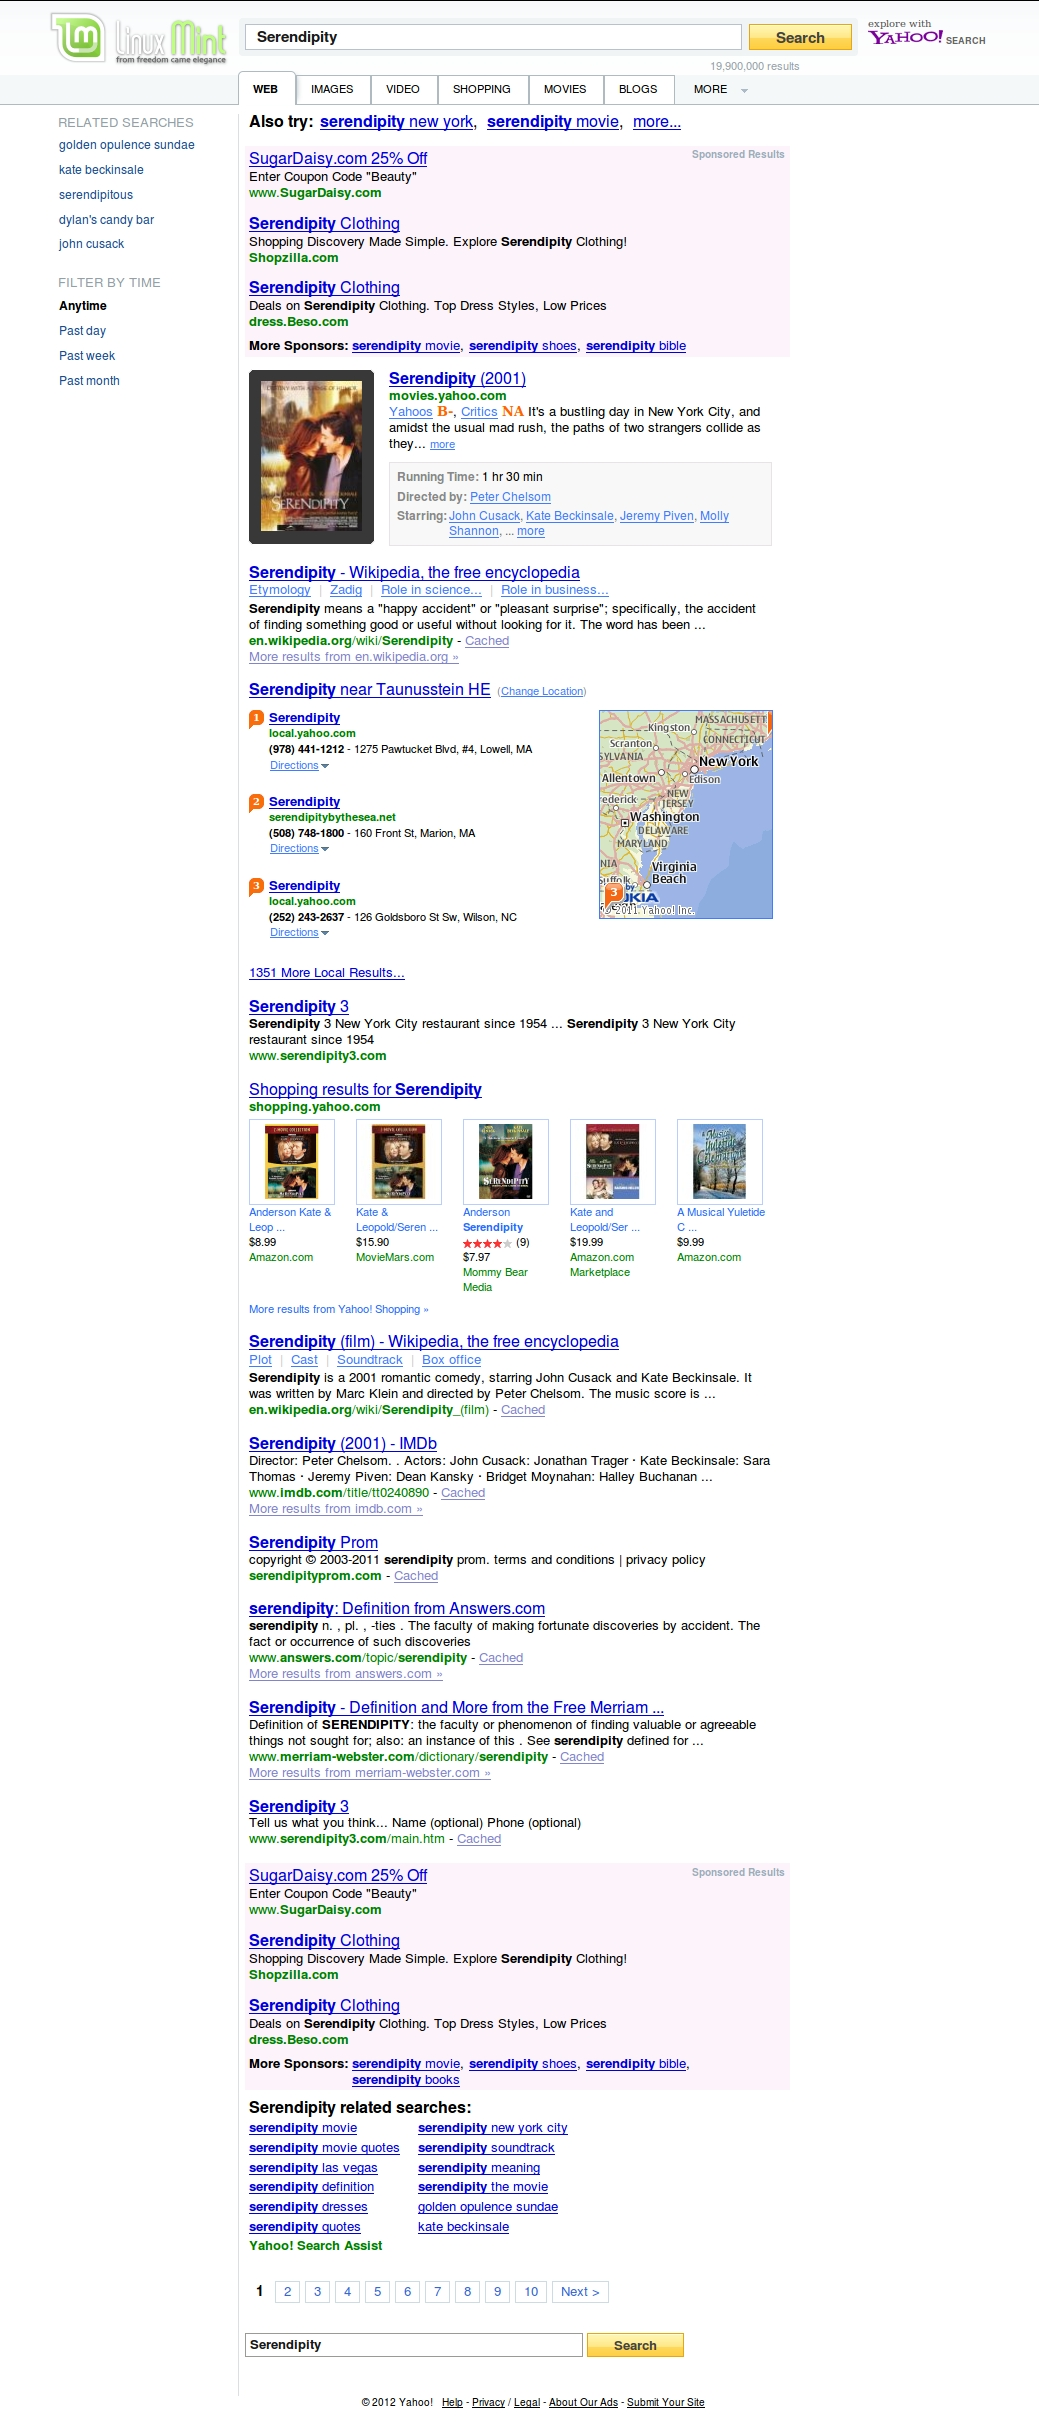 Linux Mint
from freedom came elegance
Serendipity
Search
explore with
YAHOO! SEARCH
19,900,000 results
WEB IMAGES VIDEO SHOPPING MOVIES BLOGS MORE
RELATED SEARCHES
golden opulence sundae
kate beckinsale
serendipitous
dylan's candy bar
john cusack
FILTER BY TIME
Anytime
Past day
Past week
Past month
Also try: serendipity new york, serendipity movie, more...
Sponsored Results
SugarDaisy.com 25% Off
Enter Coupon Code "Beauty"
www.SugarDaisy.com
Serendipity Clothing
Shopping Discovery Made Simple. Explore Serendipity Clothing!
Shopzilla.com
Serendipity Clothing
Deals on Serendipity Clothing. Top Dress Styles, Low Prices
dress.Beso.com
More Sponsors: serendipity movie, serendipity shoes, serendipity bible
SERENDIPITY
Serendipity (2001)
movies.yahoo.com
Yahoos B-, Critics NA It's a bustling day in New York City, and
amidst the usual mad rush, the paths of two strangers collide as
they... more
Running Time: 1 hr 30 min
Directed by: Peter Chelsom
Starring: John Cusack, Kate Beckinsale, Jeremy Piven, Molly
Shannon, ... more
Serendipity - Wikipedia, the free encyclopedia
Etymology | Zadig | Role in science... | Role in business...
Serendipity means a "happy accident" or "pleasant surprise"; specifically, the accident
of finding something good or useful without looking for it. The word has been ...
en.wikipedia.org/wiki/Serendipity - Cached
More results from en.wikipedia.org »
Serendipity near Taunusstein HE (Change Location)
1 Serendipity
local.yahoo.com
(978) 441-1212 - 1275 Pawtucket Blvd, #4, Lowell, MA
Directions
2 Serendipity
serendipitybythesea.net
(508) 748-1800 - 160 Front St, Marion, MA
Directions
3 Serendipity
local.yahoo.com
(252) 243-2637 - 126 Goldsboro St Sw, Wilson, NC
Directions
MASSACHUSETT
Kingston
CONNECTICUT
Scranton
SYLVANIA
New York
Allentown
Edison
NEW
JERSEY
ederick
Washington
DELAWARE
MARYLAND
NIA
Virginia
Beach
Suffolk
3
by
OKIA
© 2011 Yahoo! Inc.
1351 More Local Results...
Serendipity 3
Serendipity 3 New York City restaurant since 1954 ... Serendipity 3 New York City
restaurant since 1954
www.serendipity3.com
Shopping results for Serendipity
shopping.yahoo.com
SERENDIPITY
Anderson Kate &
Leop ...
$8.99
Amazon.com
Kate &
Leopold/Seren ...
$15.90
MovieMars.com
Anderson
Serendipity
(9)
$7.97
Mommy Bear
Media
Kate and
Leopold/Ser ...
$19.99
Amazon.com
Marketplace
A Musical Yuletide
C ...
$9.99
Amazon.com
More results from Yahoo! Shopping »
Serendipity (film) - Wikipedia, the free encyclopedia
Plot | Cast | Soundtrack | Box office
Serendipity is a 2001 romantic comedy, starring John Cusack and Kate Beckinsale. It
was written by Marc Klein and directed by Peter Chelsom. The music score is ...
en.wikipedia.org/wiki/Serendipity_(film) - Cached
Serendipity (2001) - IMDb
Director: Peter Chelsom. . Actors: John Cusack: Jonathan Trager · Kate Beckinsale: Sara
Thomas · Jeremy Piven: Dean Kansky · Bridget Moynahan: Halley Buchanan ...
www.imdb.com/title/tt0240890 - Cached
More results from imdb.com »
Serendipity Prom
copyright © 2003-2011 serendipity prom. terms and conditions | privacy policy
serendipityprom.com - Cached
serendipity: Definition from Answers.com
serendipity n. , pl. , -ties . The faculty of making fortunate discoveries by accident. The
fact or occurrence of such discoveries
www.answers.com/topic/serendipity - Cached
More results from answers.com »
Serendipity - Definition and More from the Free Merriam ...
Definition of SERENDIPITY: the faculty or phenomenon of finding valuable or agreeable
things not sought for; also: an instance of this . See serendipity defined for ...
www.merriam-webster.com/dictionary/serendipity - Cached
More results from merriam-webster.com »
Serendipity 3
Tell us what you think... Name (optional) Phone (optional)
www.serendipity3.com/main.htm - Cached
Sponsored Results
SugarDaisy.com 25% Off
Enter Coupon Code "Beauty"
www.SugarDaisy.com
Serendipity Clothing
Shopping Discovery Made Simple. Explore Serendipity Clothing!
Shopzilla.com
Serendipity Clothing
Deals on Serendipity Clothing. Top Dress Styles, Low Prices
dress.Beso.com
More Sponsors: serendipity movie, serendipity shoes, serendipity bible,
serendipity books
Serendipity related searches:
serendipity movie serendipity new york city
serendipity movie quotes serendipity soundtrack
serendipity las vegas serendipity meaning
serendipity definition serendipity the movie
serendipity dresses golden opulence sundae
serendipity quotes kate beckinsale
Yahoo! Search Assist
1 2 3 4 5 6 7 8 9 10 Next >
Serendipity
Search
© 2012 Yahoo! Help - Privacy / Legal - About Our Ads - Submit Your Site